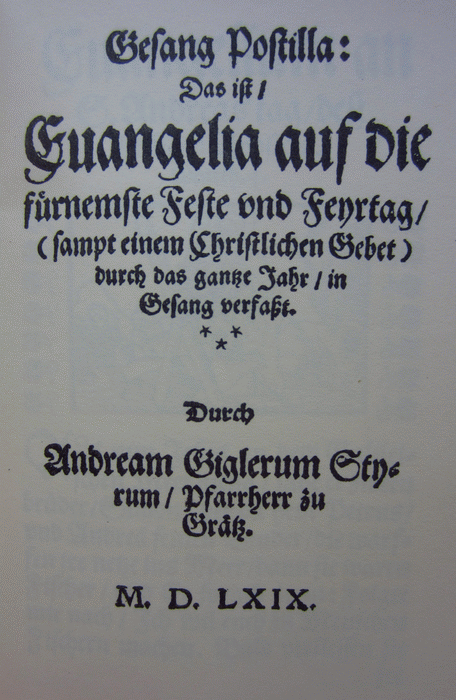 Gesang Postilla:
Das ist /
Euangelia auf die
fürnemste Feste vnd Feyrtag /
( sampt einem Christlichen Gebet )
durch das gantze Jahr / in
Gesang verfaßt.
* * *
Durch
Andream Giglerum Sty⸗
rum / Pfarrherr zu
Grätz.
M. D. LXIX.